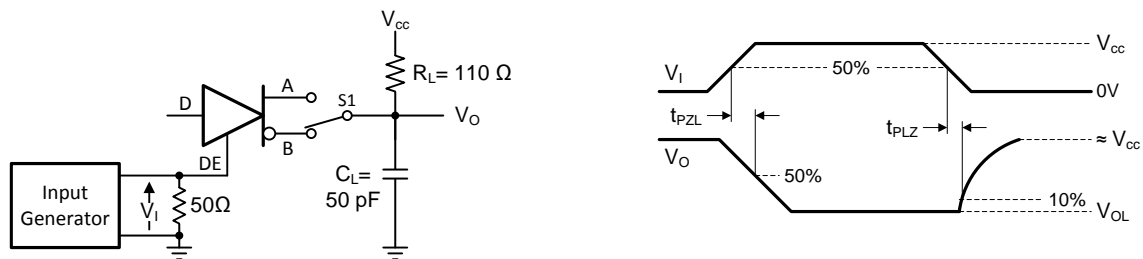 Vcc
RL= 110 Ω
A
S1
D
VO
B
DE
CL=
50 pF
Input
Generator
VI
50Ω
Vcc
VI
50%
0V
tPZL
tPLZ
VO
≈ Vcc
50%
10%
VOL